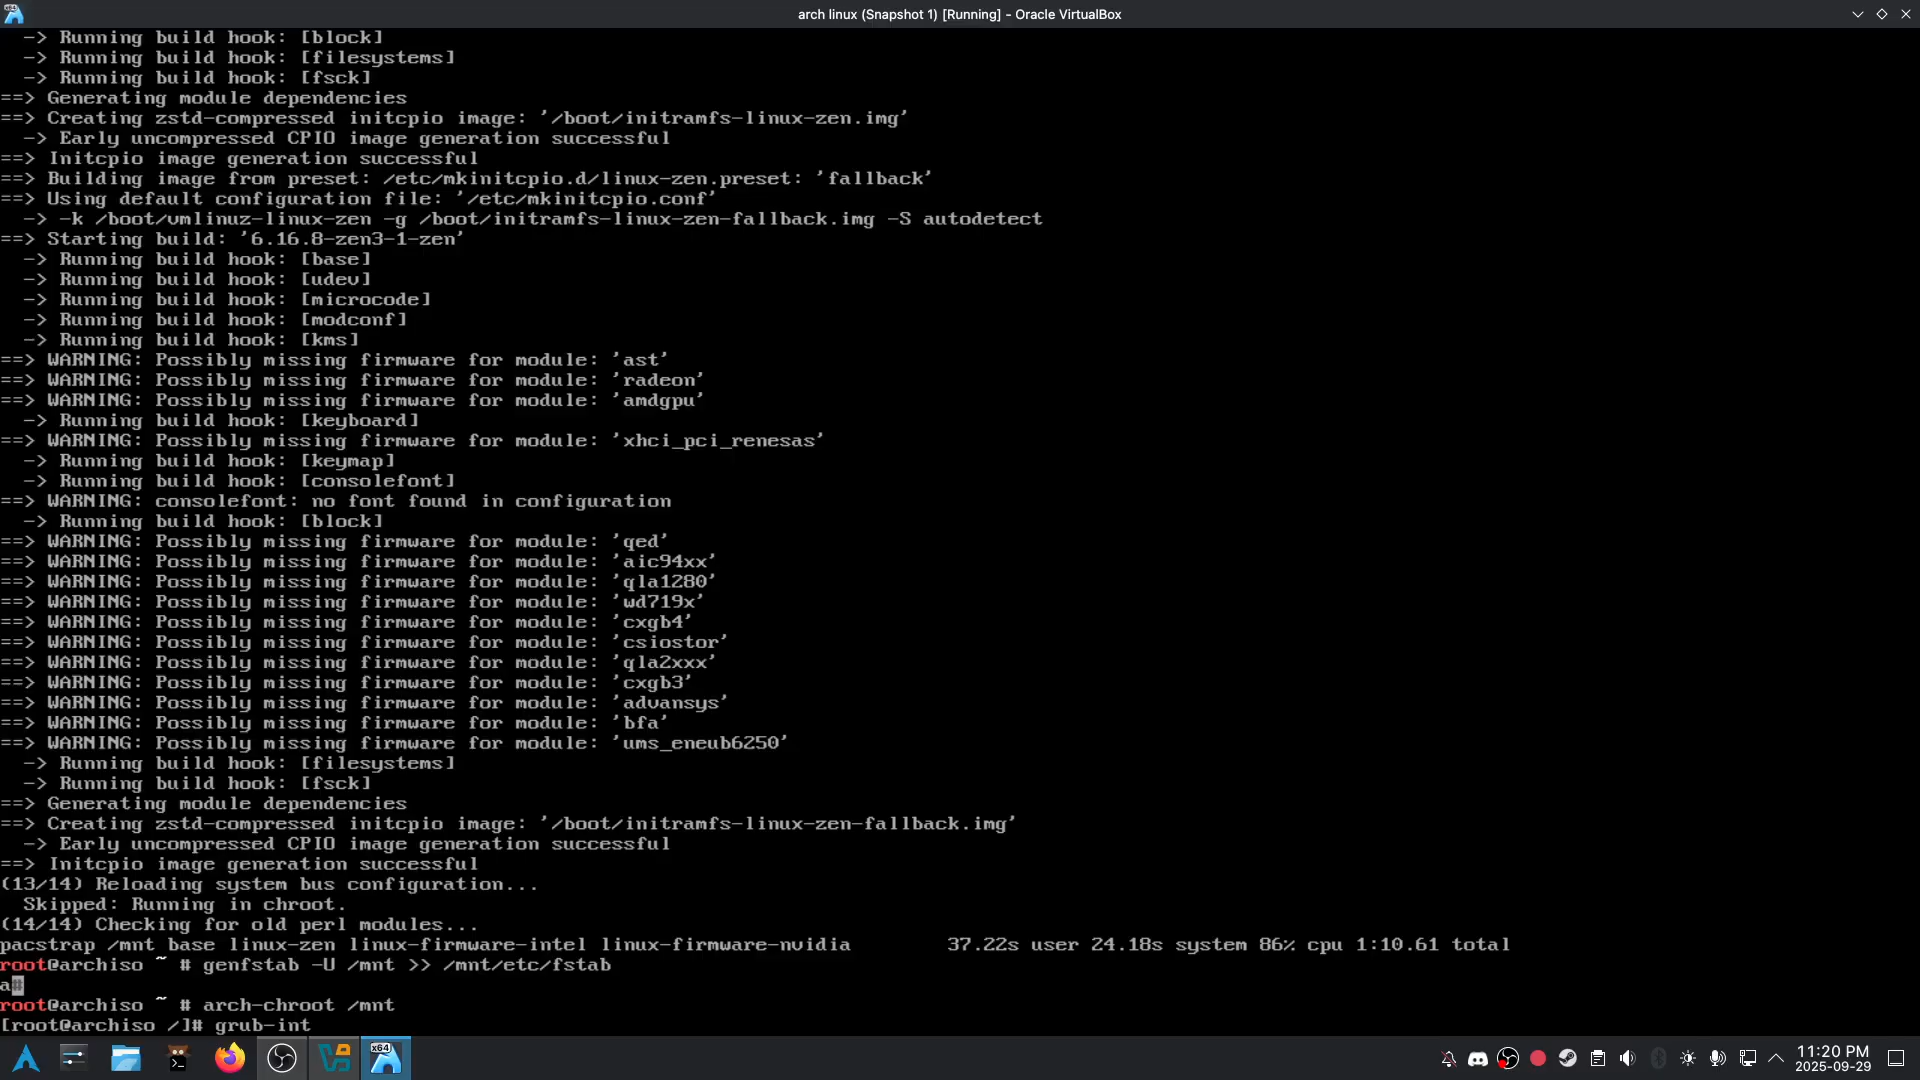 arch linux (Snapshot 1) [Running] - Oracle VirtualBox
-> Running build hook: [block]
-> Running build hook: [filesystems]
-> Running build hook: [fsck]
==> Generating module dependencies
==> Creating zstd-compressed initcpio image: '/boot/initramfs-linux-zen.img'
-> Early uncompressed CPIO image generation successful
==> Initcpio image generation successful
==> Building image from preset: /etc/mkinitcpio.d/linux-zen.preset: 'fallback'
==> Using default configuration file: '/etc/mkinitcpio.conf'
-> -k /boot/vmlinuz-linux-zen -g /boot/initramfs-linux-zen-fallback.img -S autodetect
==> Starting build: '6.16.8-zen3-1-zen'
-> Running build hook: [base]
-> Running build hook: [udev]
-> Running build hook: [microcode]
-> Running build hook: [modconf]
-> Running build hook: [kms]
==> WARNING: Possibly missing firmware for module: 'ast'
==> WARNING: Possibly missing firmware for module: 'radeon'
==> WARNING: Possibly missing firmware for module: 'amdgpu'
-> Running build hook: [keyboard]
==> WARNING: Possibly missing firmware for module: 'xhci_pci_renesas'
-> Running build hook: [keymap]
-> Running build hook: [consolefont]
==> WARNING: consolefont: no font found in configuration
-> Running build hook: [block]
==> WARNING: Possibly missing firmware for module: 'qed'
==> WARNING: Possibly missing firmware for module: 'aic94xx'
==> WARNING: Possibly missing firmware for module: 'qla1280'
==> WARNING: Possibly missing firmware for module: 'wd719x'
==> WARNING: Possibly missing firmware for module: 'cxgb4'
==> WARNING: Possibly missing firmware for module: 'csiostor'
==> WARNING: Possibly missing firmware for module: 'qla2xxx'
==> WARNING: Possibly missing firmware for module: 'cxgb3'
==> WARNING: Possibly missing firmware for module: 'advansys'
==> WARNING: Possibly missing firmware for module: 'bfa'
==> WARNING: Possibly missing firmware for module: 'ums_eneub6250'
-> Running build hook: [filesystems]
-> Running build hook: [fsck]
==> Generating module dependencies
==> Creating zstd-compressed initcpio image: '/boot/initramfs-linux-zen-fallback.img'
-> Early uncompressed CPIO image generation successful
==> Initcpio image generation successful
(13/14) Reloading system bus configuration...
Skipped: Running in chroot.
(14/14) Checking for old perl modules...
pacstrap /mnt base linux-zen linux-firmware-intel linux-firmware-nvidia 37.22s user 24.18s system 86% cpu 1:10.61 total
root@archiso ~ # genfstab -U /mnt >> /mnt/etc/fstab
a#
root@archiso ~ # arch-chroot /mnt
[root@archiso /]# grub-int
x64
11:20 PM
2025-09-29